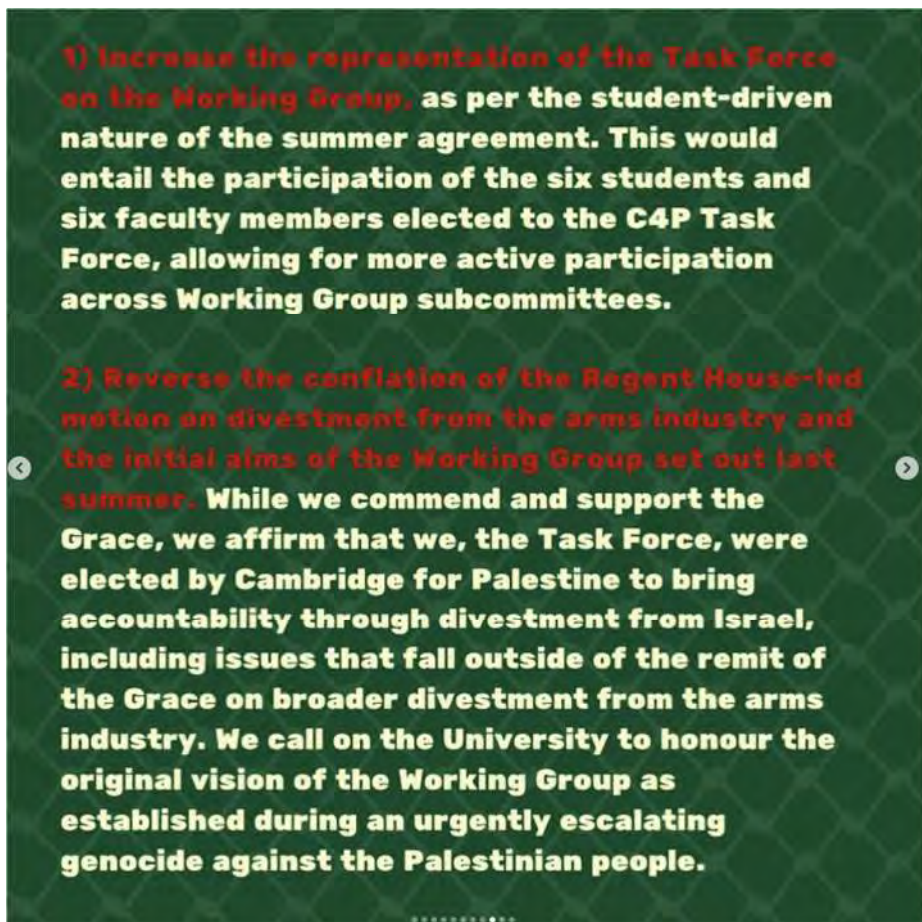 1) Increase the representation of the Task Force
on the Working Group, as per the student-driven
nature of the summer agreement. This would
entail the participation of the six students and
six faculty members elected to the C4P Task
Force, allowing for more active participation
across Working Group subcommittees.
2) Reverse the conflation of the Regent House-led
motion on divestment from the arms industry and
the initial aims of the Working Group set out last
summer. While we commend and support the
Grace, we affirm that we, the Task Force, were
elected by Cambridge for Palestine to bring
accountability through divestment from Israel,
including issues that fall outside of the remit of
the Grace on broader divestment from the arms
industry. We call on the University to honour the
original vision of the Working Group as
established during an urgently escalating
genocide against the Palestinian people.